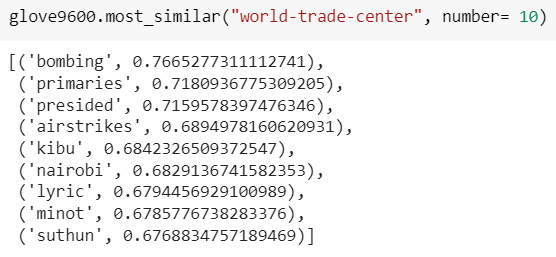 glove9600.most_similar("world-trade-center", number= 10)
[('bombing', 0.7665277311112741),
('primaries', 0.7180936775309205),
('presided', 0.7159578397476346),
('airstrikes', 0.6894978160620931),
('kibu', 0.6842326509372547),
('nairobi', 0.6829136741582353),
('lyric', 0.6794456929100989),
('minot', 0.6785776738283376),
('suthun', 0.6768834757189469)]